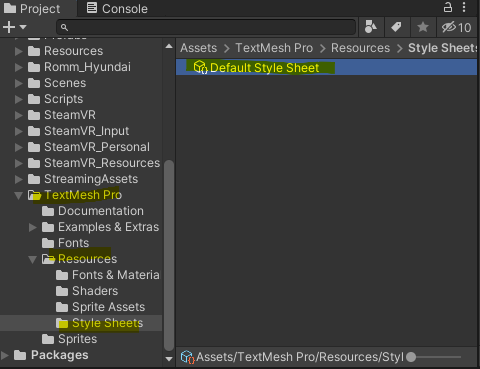 Project
Console
10
Prefabs
Resources
Romm_Hyundai
Scenes
Scripts
SteamVR
SteamVR_Input
SteamVR_Personal
SteamVR_Resources
StreamingAssets
TextMesh Pro
Documentation
Examples & Extras
Fonts
Resources
Fonts & Materia
Shaders
Sprite Assets
Style Sheets
Sprites
Packages
Assets > TextMesh Pro > Resources > Style Sheets
Default Style Sheet
Assets/TextMesh Pro/Resources/Styl